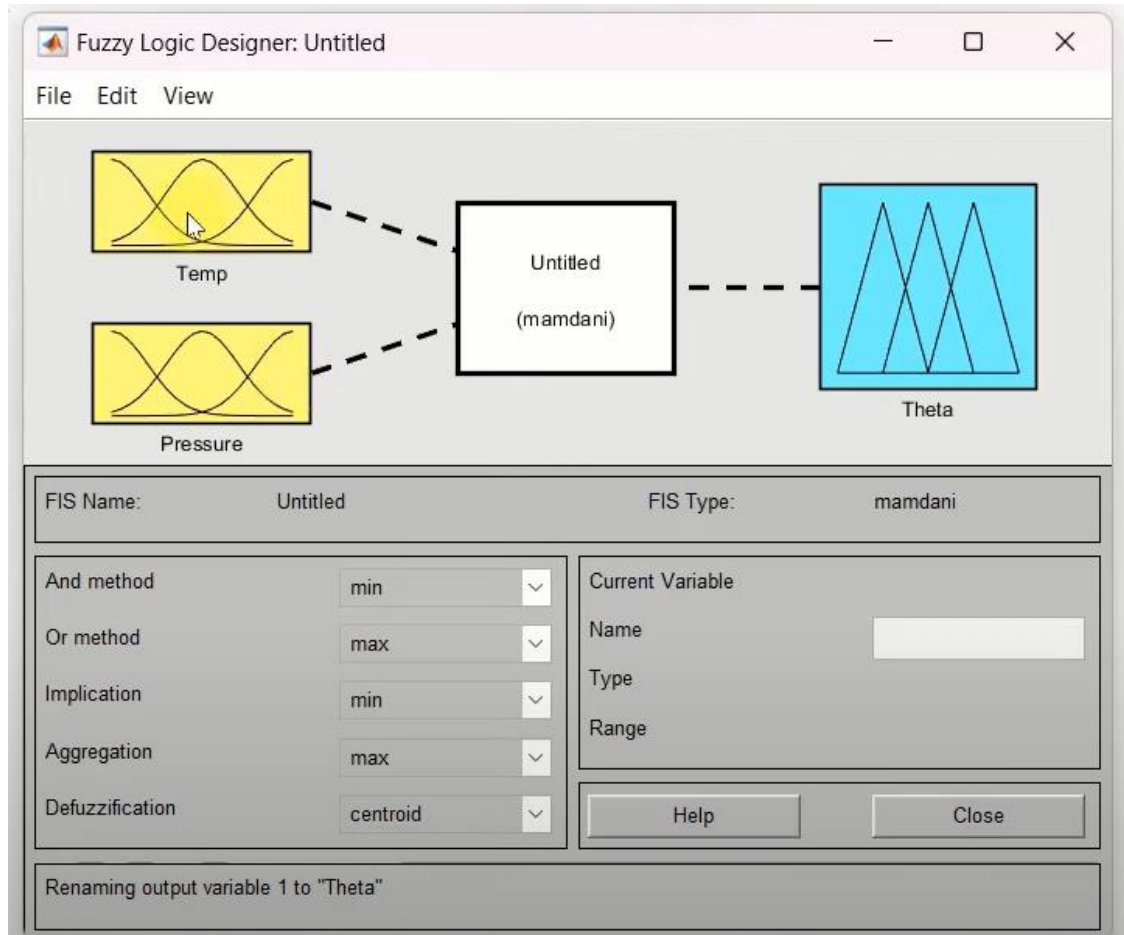 Fuzzy Logic Designer: Untitled
File Edit View
Temp
Pressure
Untitled
(mamdani)
Theta
FIS Name: Untitled FIS Type: mamdani
And method min
Or method max
Implication min
Aggregation max
Defuzzification centroid
Current Variable
Name
Type
Range
Help Close
Renaming output variable 1 to "Theta"